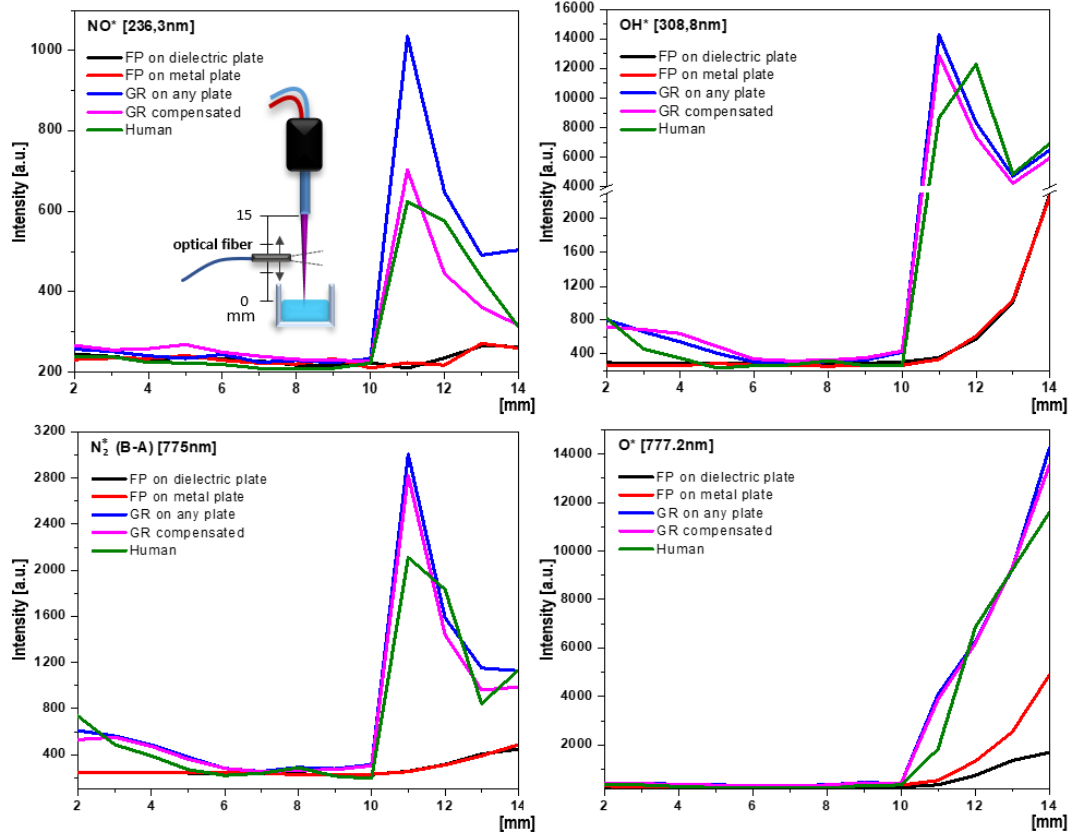 NO* [236,3nm]
1000
800
600
400
200
Intensity [a.u.]
FP on dielectric plate
FP on metal plate
GR on any plate
GR compensated
Human
15
optical fiber
0
mm
2 4 6 8 10 12 14
[mm]
OH* [308,8nm]
16000
14000
12000
10000
8000
6000
4000
2000
1600
1200
800
400
Intensity [a.u.]
FP on dielectric plate
FP on metal plate
GR on any plate
GR compensated
Human
2 4 6 8 10 12 14
[mm]
N₂* (B-A) [775nm]
3200
2800
2400
2000
1600
1200
800
400
Intensity [a.u.]
FP on dielectric plate
FP on metal plate
GR on any plate
GR compensated
Human
2 4 6 8 10 12 14
[mm]
O* [777.2nm]
14000
12000
10000
8000
6000
4000
2000
Intensity [a.u.]
FP on dielectric plate
FP on metal plate
GR on any plate
GR compensated
Human
2 4 6 8 10 12 14
[mm]